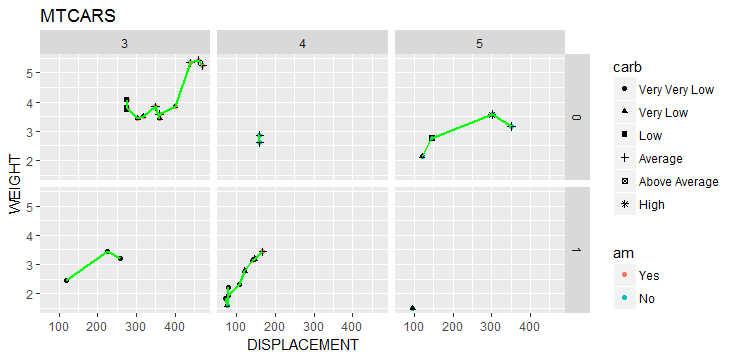 MTCARS
3 4 5
5
4
3
2
0
5
4
3
2
1
WEIGHT
100 200 300 400 100 200 300 400 100 200 300 400
DISPLACEMENT
carb
Very Very Low
Very Low
Low
Average
Above Average
High
am
Yes
No